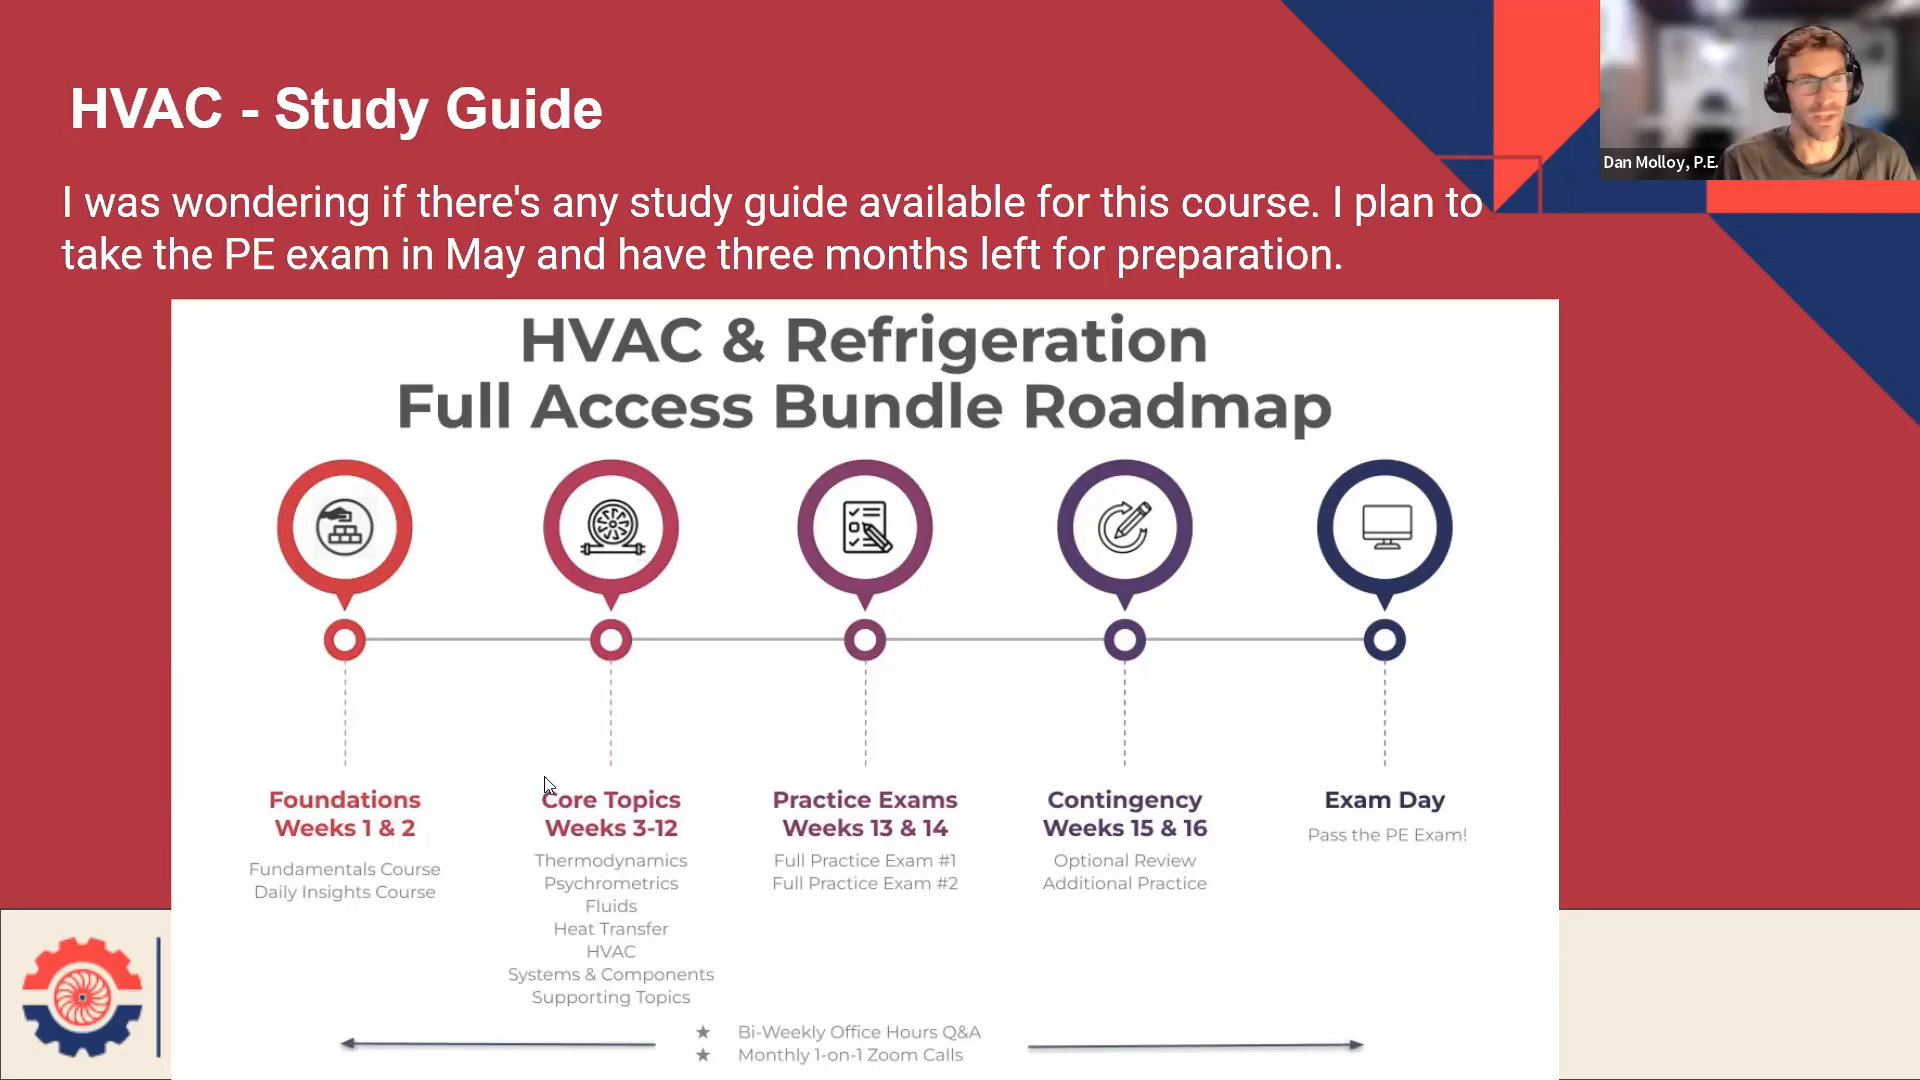 HVAC - Study Guide
Dan Molloy, P.E.
I was wondering if there's any study guide available for this course. I plan to
take the PE exam in May and have three months left for preparation.
HVAC & Refrigeration
Full Access Bundle Roadmap
Foundations
Weeks 1 & 2
Fundamentals Course
Daily Insights Course
Core Topics
Weeks 3-12
Thermodynamics
Psychrometrics
Fluids
Heat Transfer
HVAC
Systems & Components
Supporting Topics
Practice Exams
Weeks 13 & 14
Full Practice Exam #1
Full Practice Exam #2
Contingency
Weeks 15 & 16
Optional Review
Additional Practice
Exam Day
Pass the PE Exam!
★ Bi-Weekly Office Hours Q&A
★ Monthly 1-on-1 Zoom Calls